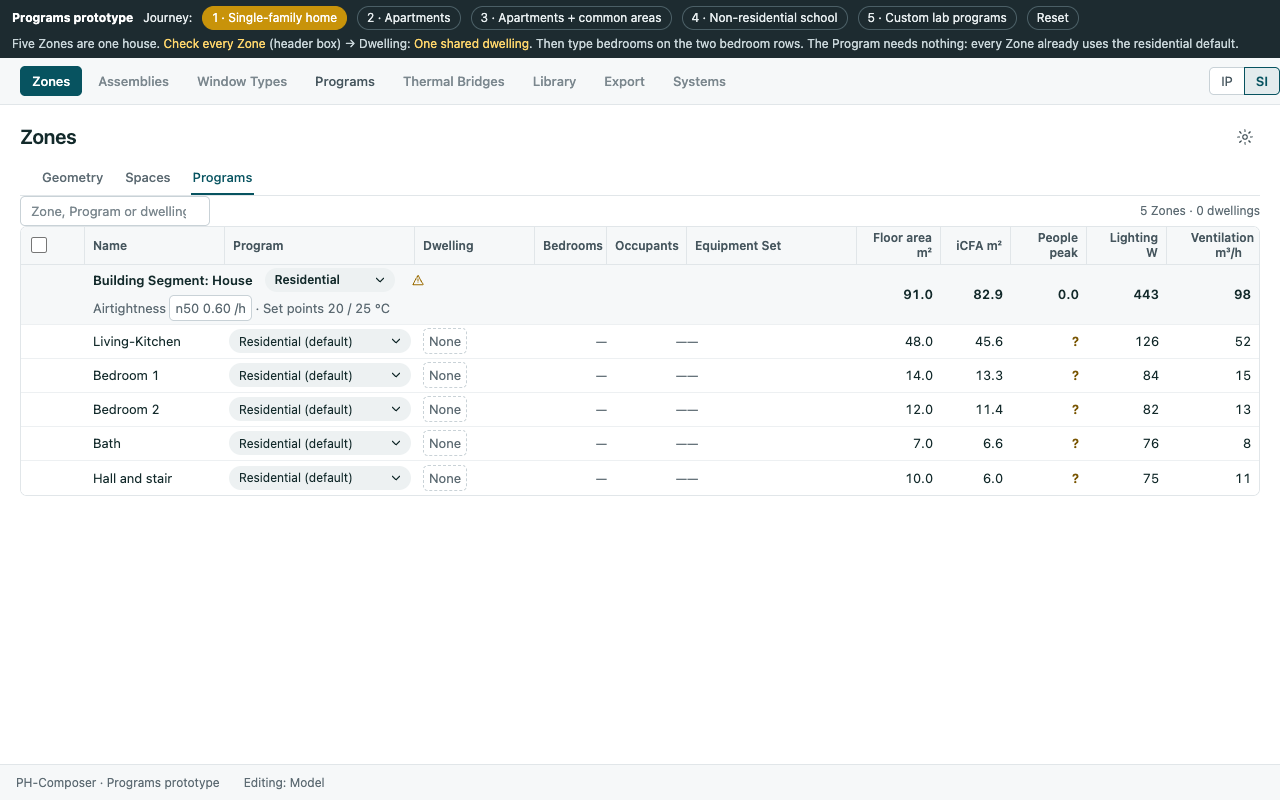 Programs prototype Journey: 1 · Single-family home 2 · Apartments 3 · Apartments + common areas 4 · Non-residential school 5 · Custom lab programs Reset
Five Zones are one house. Check every Zone (header box) → Dwelling: One shared dwelling. Then type bedrooms on the two bedroom rows. The Program needs nothing: every Zone already uses the residential default.
Zones Assemblies Window Types Programs Thermal Bridges Library Export Systems IP SI
Zones
Geometry Spaces Programs
Zone, Program or dwelling 5 Zones · 0 dwellings
Name Program Dwelling Bedrooms Occupants Equipment Set Floor area m² iCFA m² People peak Lighting W Ventilation m³/h
Building Segment: House Residential 91.0 82.9 0.0 443 98
Airtightness n50 0.60 /h · Set points 20 / 25 °C
Living-Kitchen Residential (default) None — —— 48.0 45.6 ? 126 52
Bedroom 1 Residential (default) None — —— 14.0 13.3 ? 84 15
Bedroom 2 Residential (default) None — —— 12.0 11.4 ? 82 13
Bath Residential (default) None — —— 7.0 6.6 ? 76 8
Hall and stair Residential (default) None — —— 10.0 6.0 ? 75 11
PH-Composer · Programs prototype Editing: Model